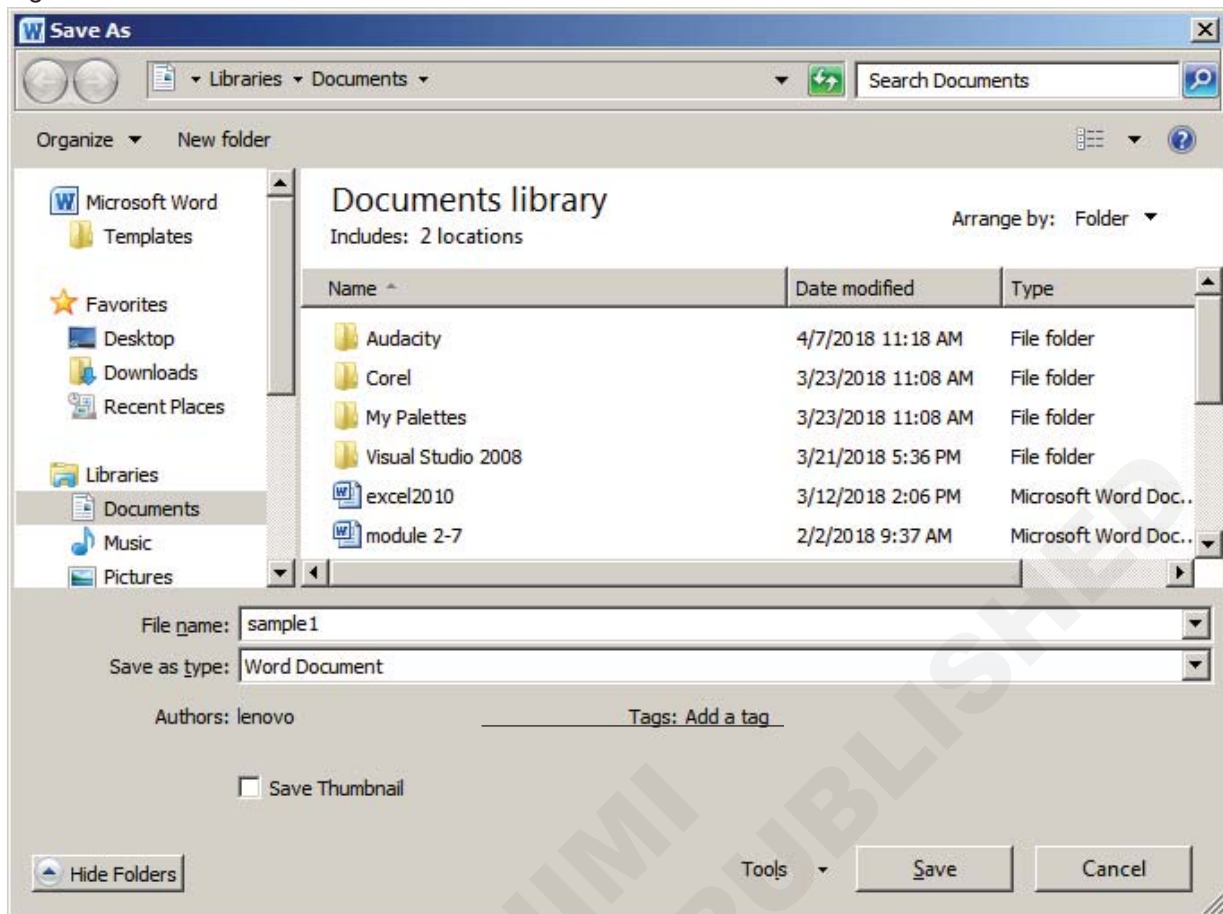 Save As
Libraries Documents Search Documents
Organize New folder
Microsoft Word
Templates
Favorites
Desktop
Downloads
Recent Places
Libraries
Documents
Music
Pictures
Documents library
Includes: 2 locations
Arrange by: Folder
Name Date modified Type
Audacity 4/7/2018 11:18 AM File folder
Corel 3/23/2018 11:08 AM File folder
My Palettes 3/23/2018 11:08 AM File folder
Visual Studio 2008 3/21/2018 5:36 PM File folder
excel2010 3/12/2018 2:06 PM Microsoft Word Doc..
module 2-7 2/2/2018 9:37 AM Microsoft Word Doc..
File name: sample1
Save as type: Word Document
Authors: lenovo Tags: Add a tag
Save Thumbnail
Hide Folders Tools Save Cancel